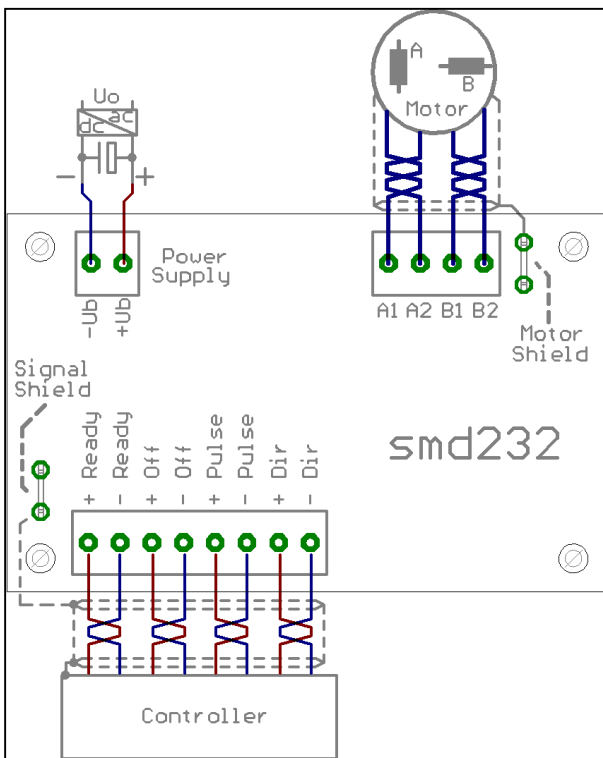 A
B
Motor
Uo
dc ac
- +
Power
Supply
-Ub
+Ub
A1 A2 B1 B2
Motor
Shield
Signal
Shield
smd232
+ Ready
- Ready
+ Off
- Off
+ Pulse
- Pulse
+ Dir
- Dir
Controller